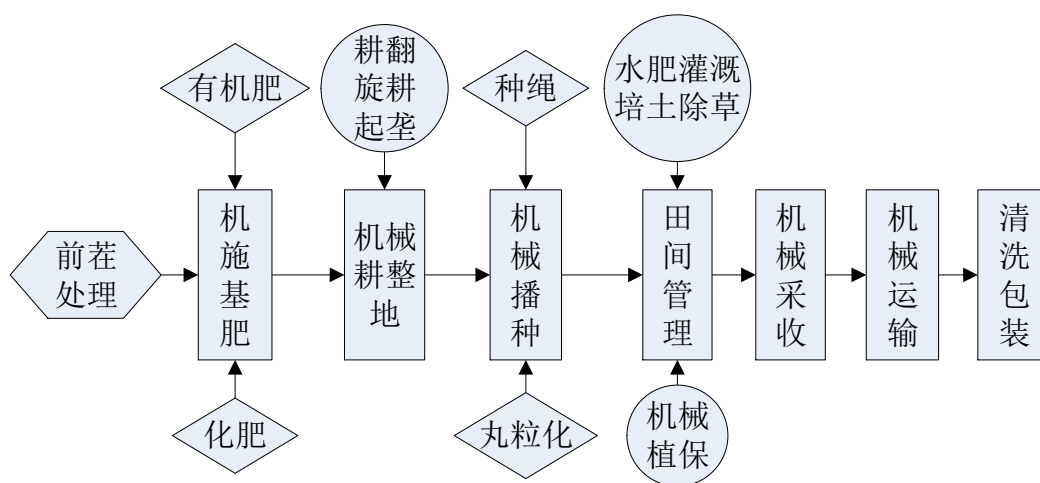 有机肥
耕翻
旋耕
起垄
种绳
水肥灌溉
培土除草
前茬
处理
机施基肥
机械
耕整
地
机械播种
田间管理
机械采收
机械运输
清洗包装
化肥
丸粒化
机械
植保